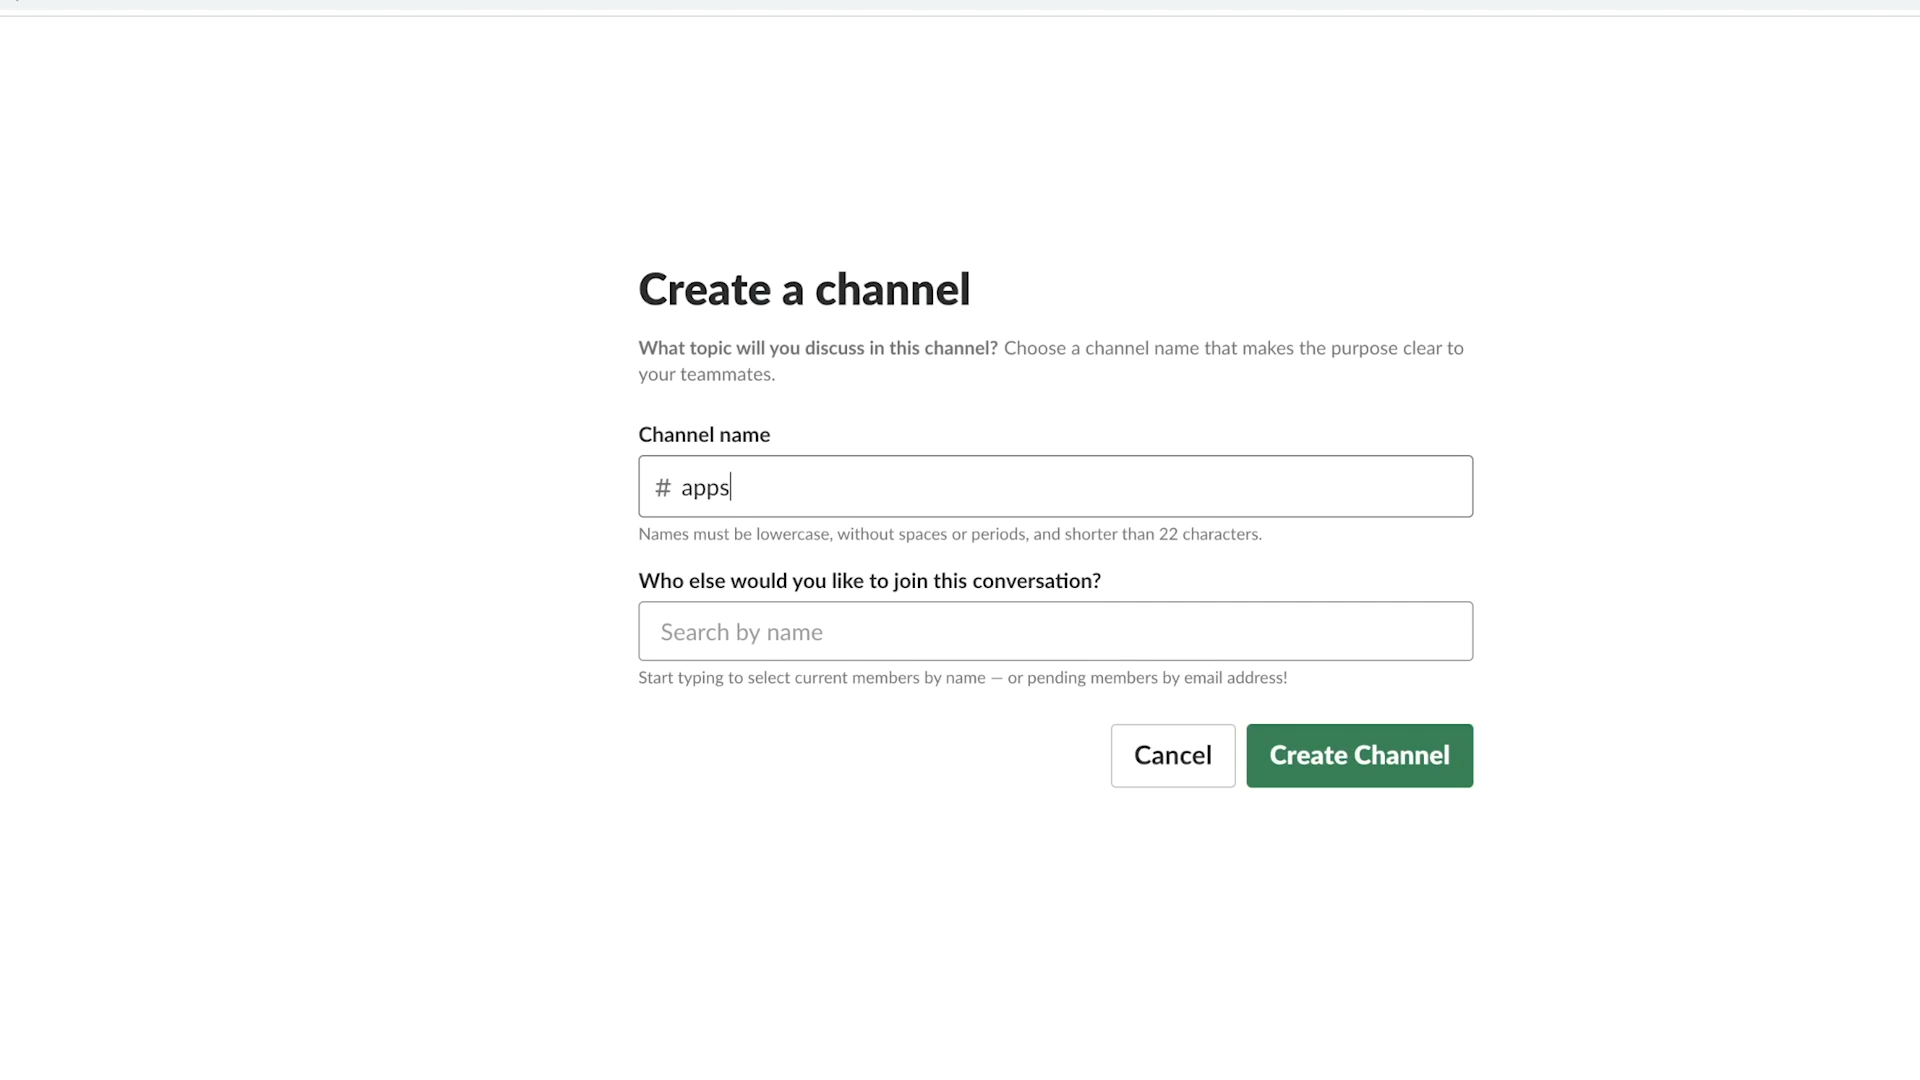 Create a channel
What topic will you discuss in this channel? Choose a channel name that makes the purpose clear to
your teammates.
Channel name
# apps
Names must be lowercase, without spaces or periods, and shorter than 22 characters.
Who else would you like to join this conversation?
Search by name
Start typing to select current members by name — or pending members by email address!
Cancel Create Channel